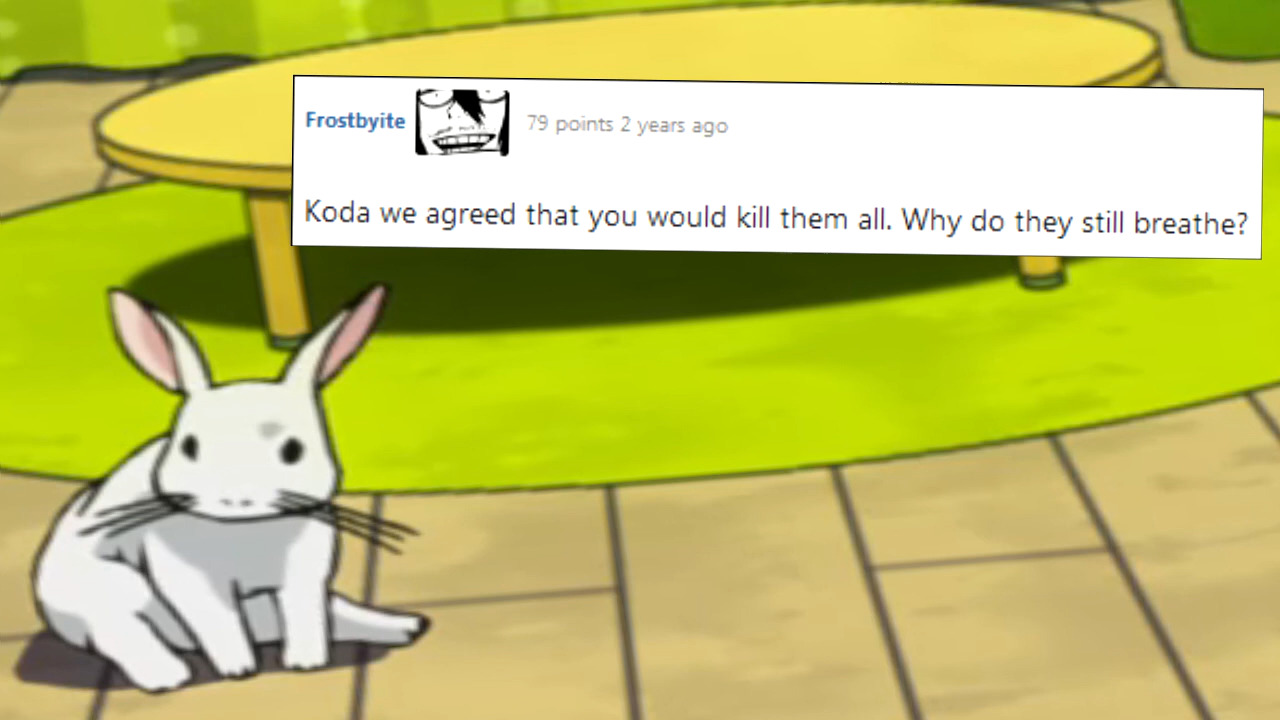 Frostbyite 79 points 2 years ago
Koda we agreed that you would kill them all. Why do they still breathe?